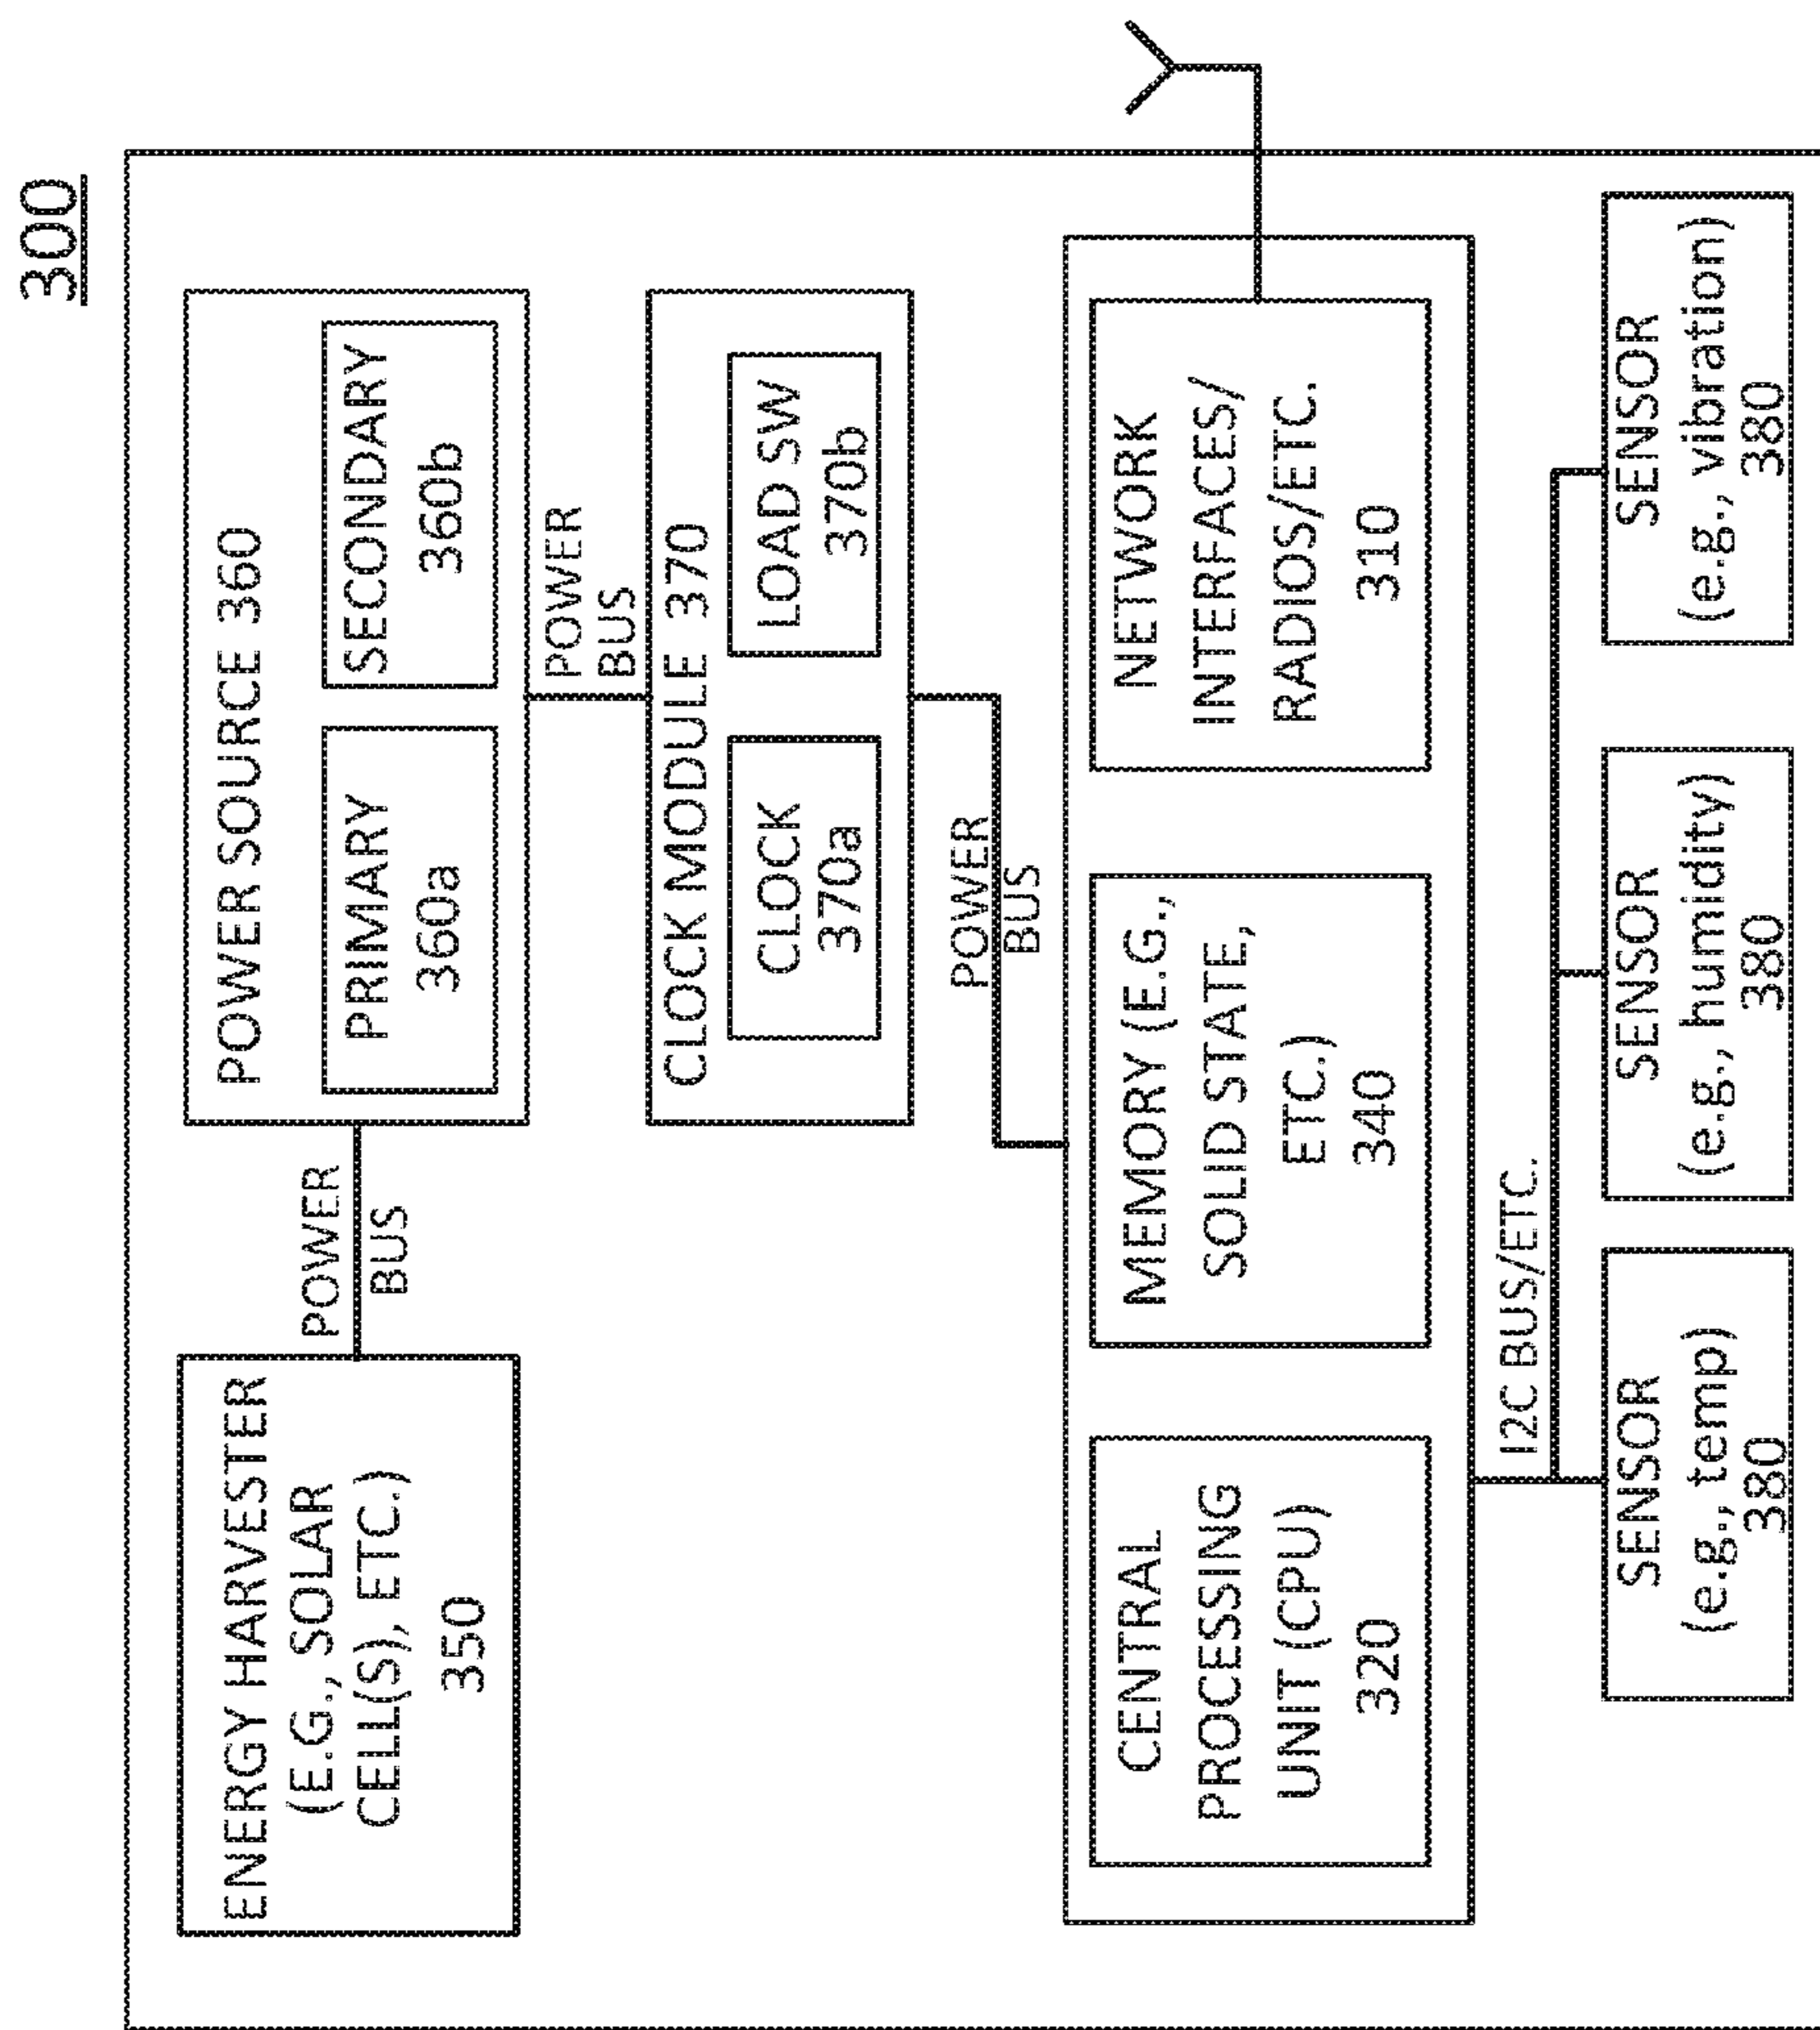 300
ENERGY HARVESTER
(E.G., SOLAR
CELL(S), ETC.)
350
POWER
BUS
POWER SOURCE 360
PRIMARY
360a
SECONDARY
360b
POWER
BUS
CLOCK MODULE 370
CLOCK
370a
LOAD SW
370b
POWER
BUS
CENTRAL
PROCESSING
UNIT (CPU)
320
MEMORY (E.G.,
SOLID STATE,
ETC.)
340
NETWORK
INTERFACES/
RADIOS/ETC.
310
I2C BUS/ETC.
SENSOR
(e.g., temp)
380
SENSOR
(e.g., humidity)
380
SENSOR
(e.g., vibration)
380